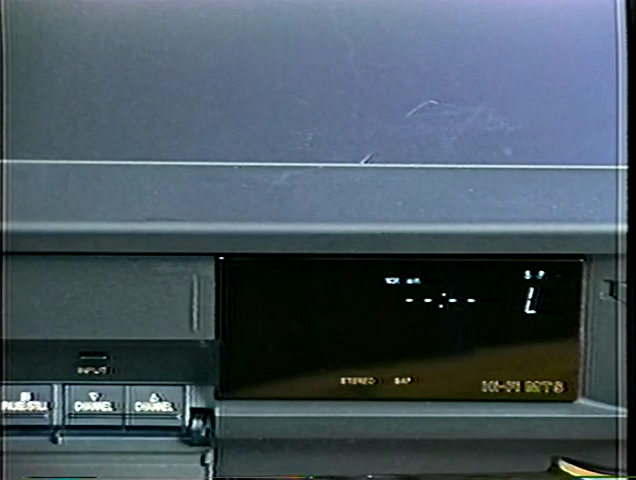 VCR
--:--
STEREO SAP
HI-FI MTS
INPUT
PAUSE/STILL CHANNEL CHANNEL